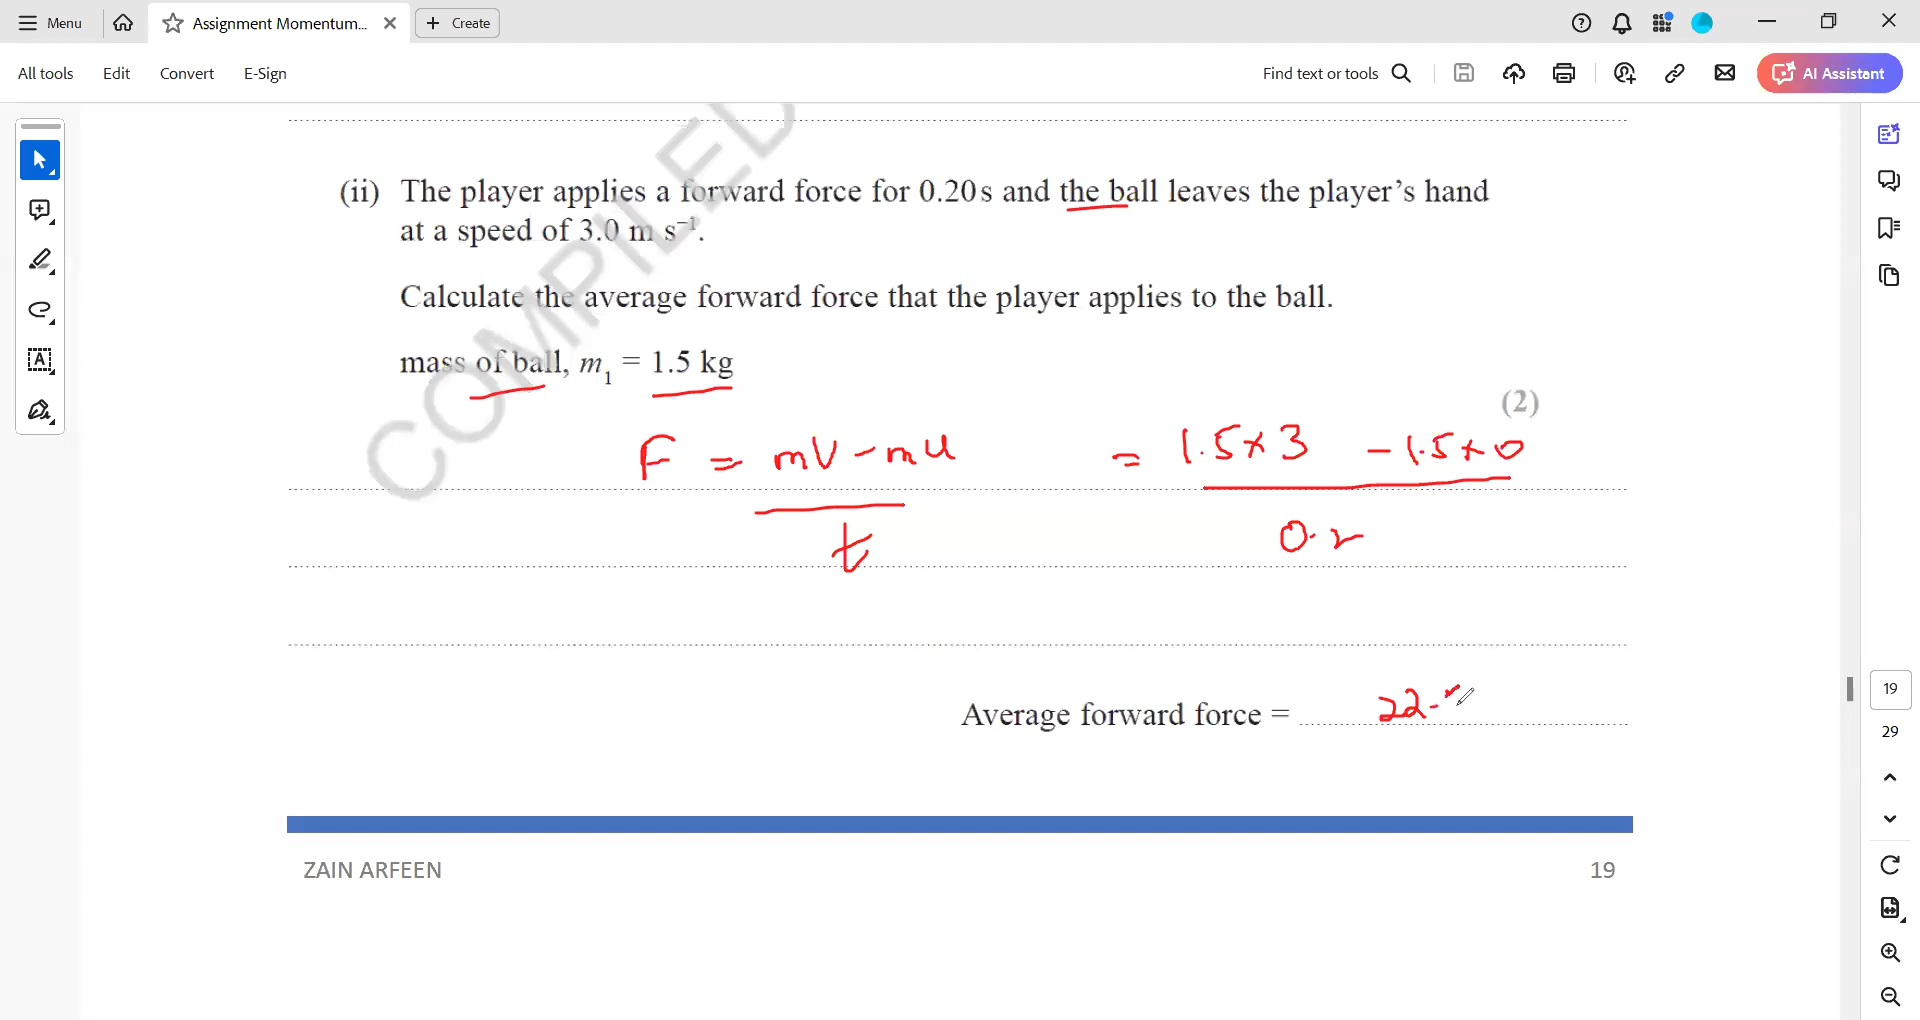 Menu
Assignment Momentum...
Create
All tools
Edit
Convert
E-Sign
Find text or tools
AI Assistant
COMPILED
(ii) The player applies a forward force for 0.20 s and the ball leaves the player's hand
at a speed of 3.0 m s⁻¹.
Calculate the average forward force that the player applies to the ball.
mass of ball, m₁ = 1.5 kg
(2)
F = mV - mU = 1.5 x 3 - 1.5 x 0
t 0.2
Average forward force = 22.
ZAIN ARFEEN
19
19
29